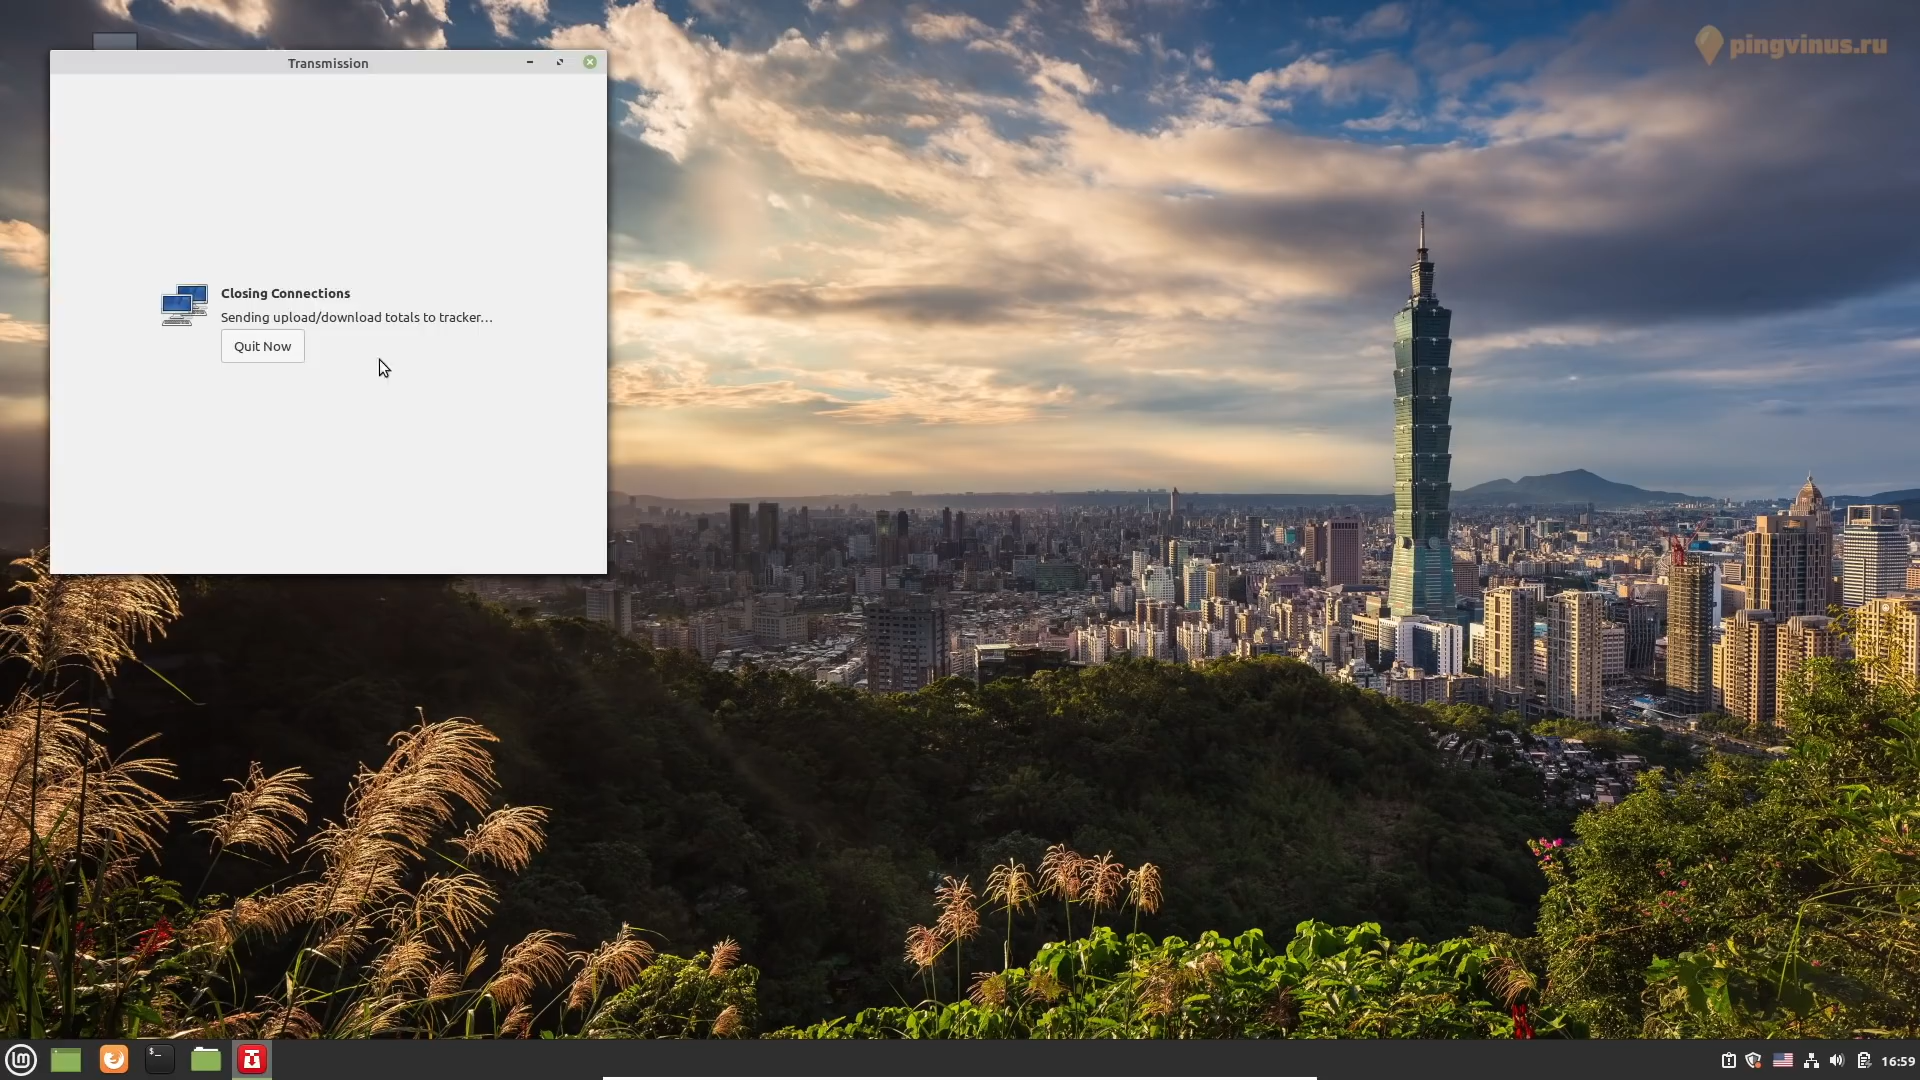 pingvinus.ru
Transmission
Closing Connections
Sending upload/download totals to tracker...
Quit Now
16:59